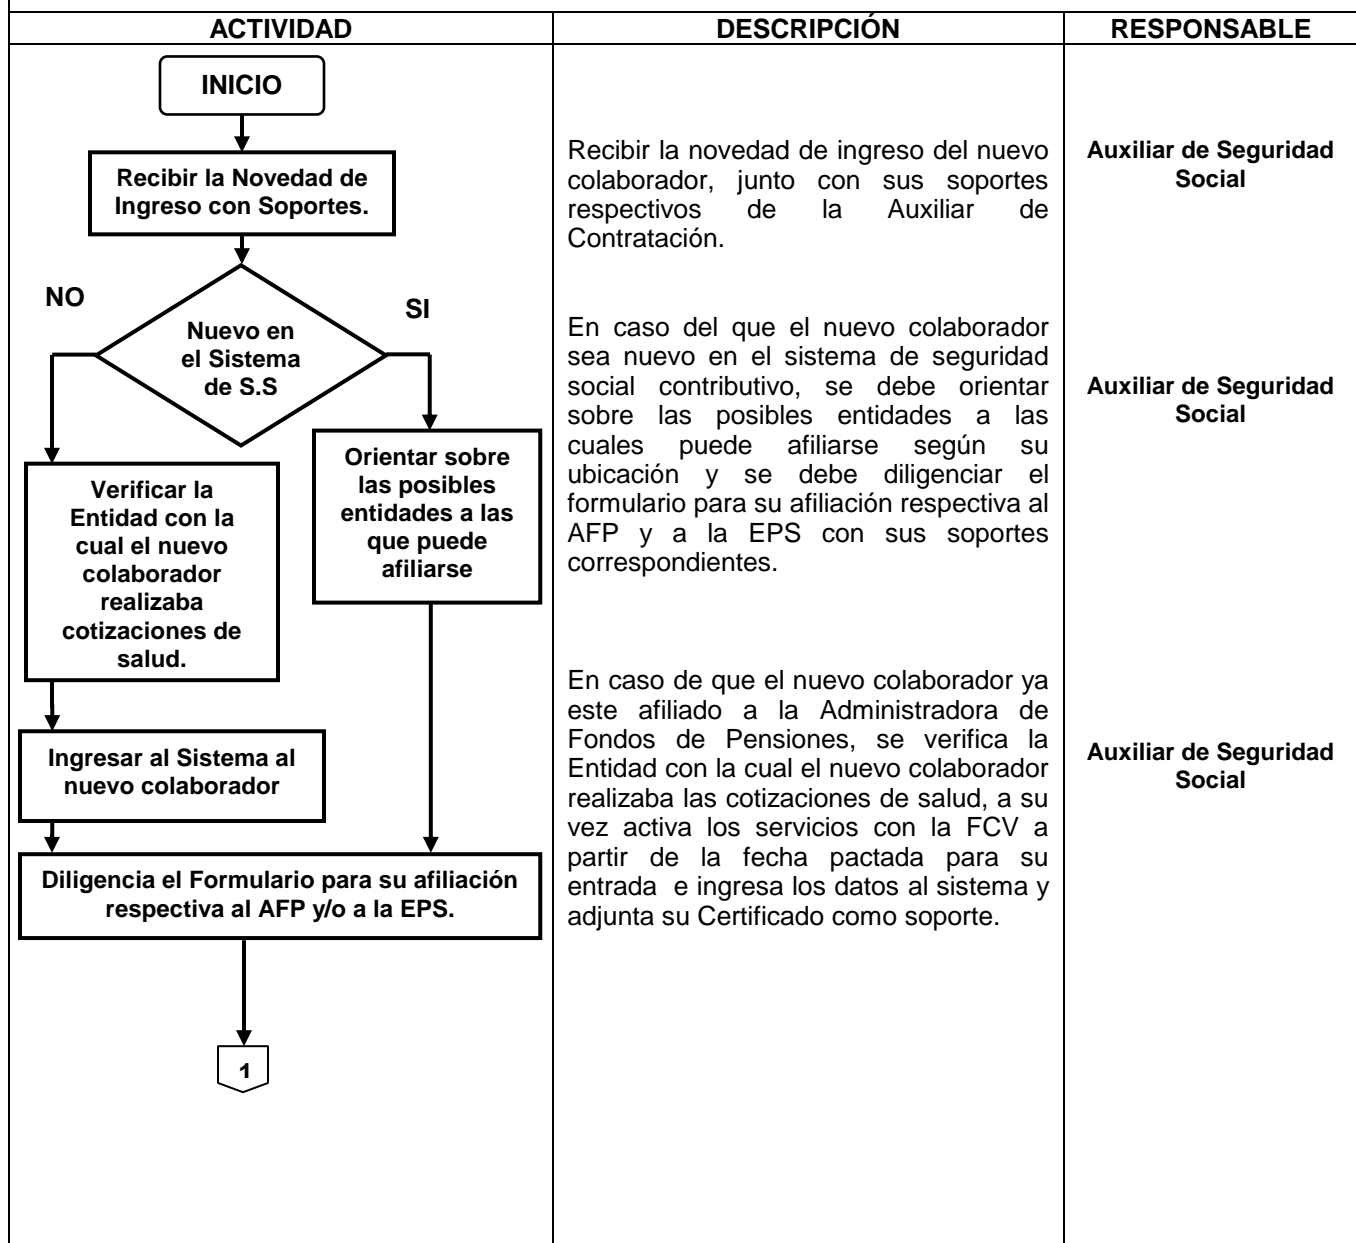 ACTIVIDAD
DESCRIPCIÓN
RESPONSABLE
INICIO
Recibir la Novedad de
Ingreso con Soportes.
Recibir la novedad de ingreso del nuevo
colaborador, junto con sus soportes
respectivos de la Auxiliar de
Contratación.
Auxiliar de Seguridad
Social
NO
SI
Nuevo en
el Sistema
de S.S
En caso del que el nuevo colaborador
sea nuevo en el sistema de seguridad
social contributivo, se debe orientar
sobre las posibles entidades a las
cuales puede afiliarse según su
ubicación y se debe diligenciar el
formulario para su afiliación respectiva al
AFP y a la EPS con sus soportes
correspondientes.
Auxiliar de Seguridad
Social
Verificar la
Entidad con la
cual el nuevo
colaborador
realizaba
cotizaciones de
salud.
Orientar sobre
las posibles
entidades a las
que puede
afiliarse
Ingresar al Sistema al
nuevo colaborador
En caso de que el nuevo colaborador ya
este afiliado a la Administradora de
Fondos de Pensiones, se verifica la
Entidad con la cual el nuevo colaborador
realizaba las cotizaciones de salud, a su
vez activa los servicios con la FCV a
partir de la fecha pactada para su
entrada e ingresa los datos al sistema y
adjunta su Certificado como soporte.
Auxiliar de Seguridad
Social
Diligencia el Formulario para su afiliación
respectiva al AFP y/o a la EPS.
1